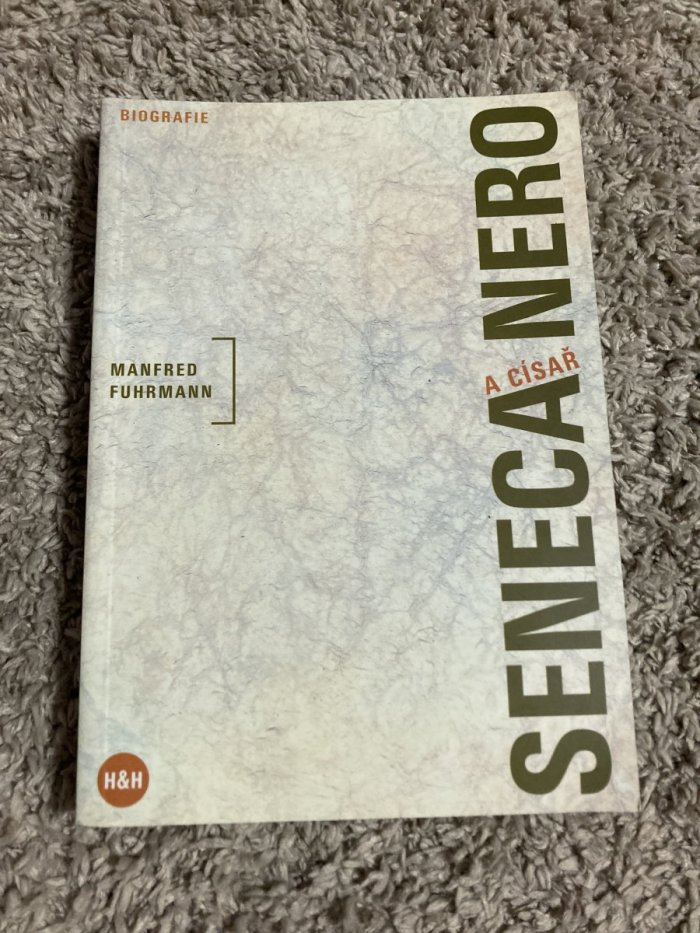 BIOGRAFIE
MANFRED
FUHRMANN
SENECA
A CÍSAŘ
NERO
H&H